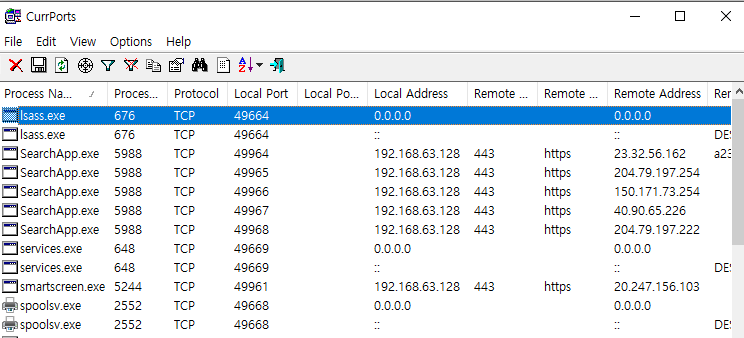 CurrPorts
File Edit View Options Help
Process Na... Proces... Protocol Local Port Local Po... Local Address Remote ... Remote ... Remote Address Rem
lsass.exe 676 TCP 49664 0.0.0.0 0.0.0.0
lsass.exe 676 TCP 49664 :: :: DES
SearchApp.exe 5988 TCP 49964 192.168.63.128 443 https 23.32.56.162 a23
SearchApp.exe 5988 TCP 49965 192.168.63.128 443 https 204.79.197.254
SearchApp.exe 5988 TCP 49966 192.168.63.128 443 https 150.171.73.254
SearchApp.exe 5988 TCP 49967 192.168.63.128 443 https 40.90.65.226
SearchApp.exe 5988 TCP 49968 192.168.63.128 443 https 204.79.197.222
services.exe 648 TCP 49669 0.0.0.0 0.0.0.0
services.exe 648 TCP 49669 :: :: DES
smartscreen.exe 5244 TCP 49961 192.168.63.128 443 https 20.247.156.103
spoolsv.exe 2552 TCP 49668 0.0.0.0 0.0.0.0
spoolsv.exe 2552 TCP 49668 :: :: DES